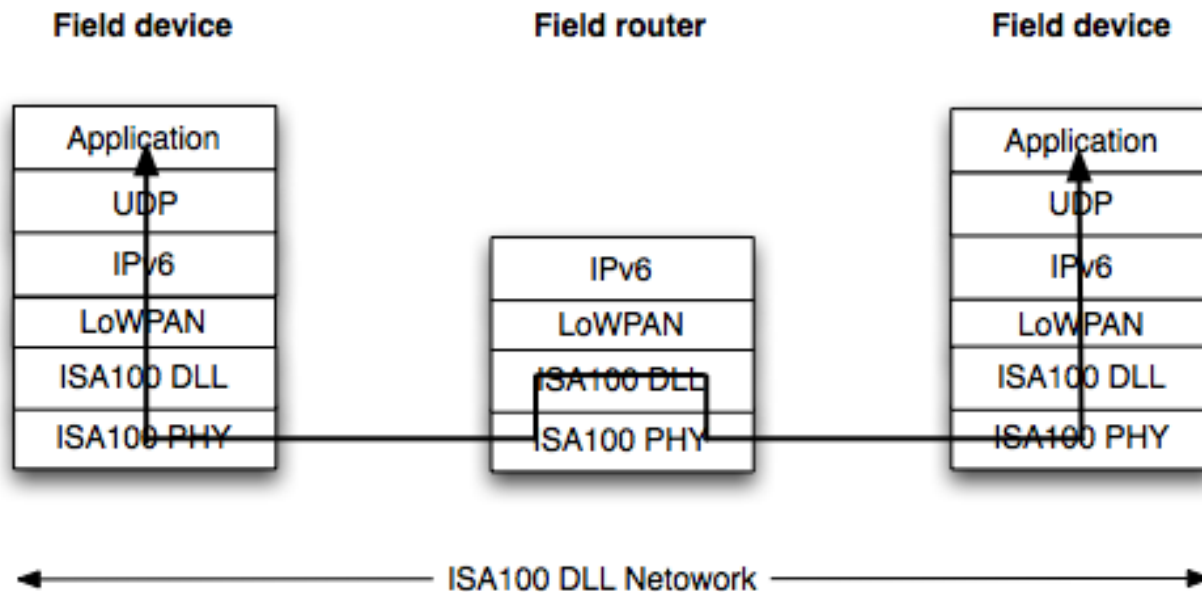 Field device
Field router
Field device
Application
UDP
IPv6
LoWPAN
ISA100 DLL
ISA100 PHY
IPv6
LoWPAN
ISA100 DLL
ISA100 PHY
Application
UDP
IPv6
LoWPAN
ISA100 DLL
ISA100 PHY
ISA100 DLL Netowork